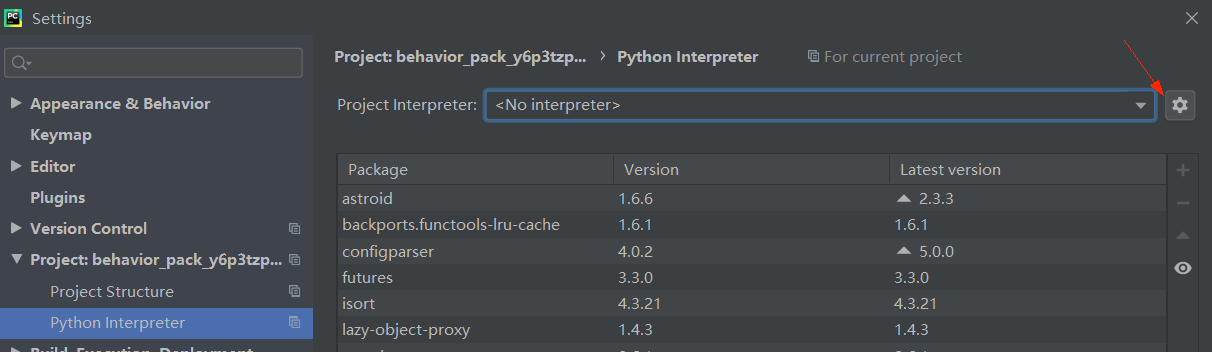 PC
Settings
Project: behavior_pack_y6p3tzp... › Python Interpreter For current project
Appearance & Behavior
Keymap
Editor
Plugins
Version Control
Project: behavior_pack_y6p3tzp...
Project Structure
Python Interpreter
Project Interpreter: <No interpreter>
Package Version Latest version
astroid 1.6.6 2.3.3
backports.functools-lru-cache 1.6.1 1.6.1
configparser 4.0.2 5.0.0
futures 3.3.0 3.3.0
isort 4.3.21 4.3.21
lazy-object-proxy 1.4.3 1.4.3